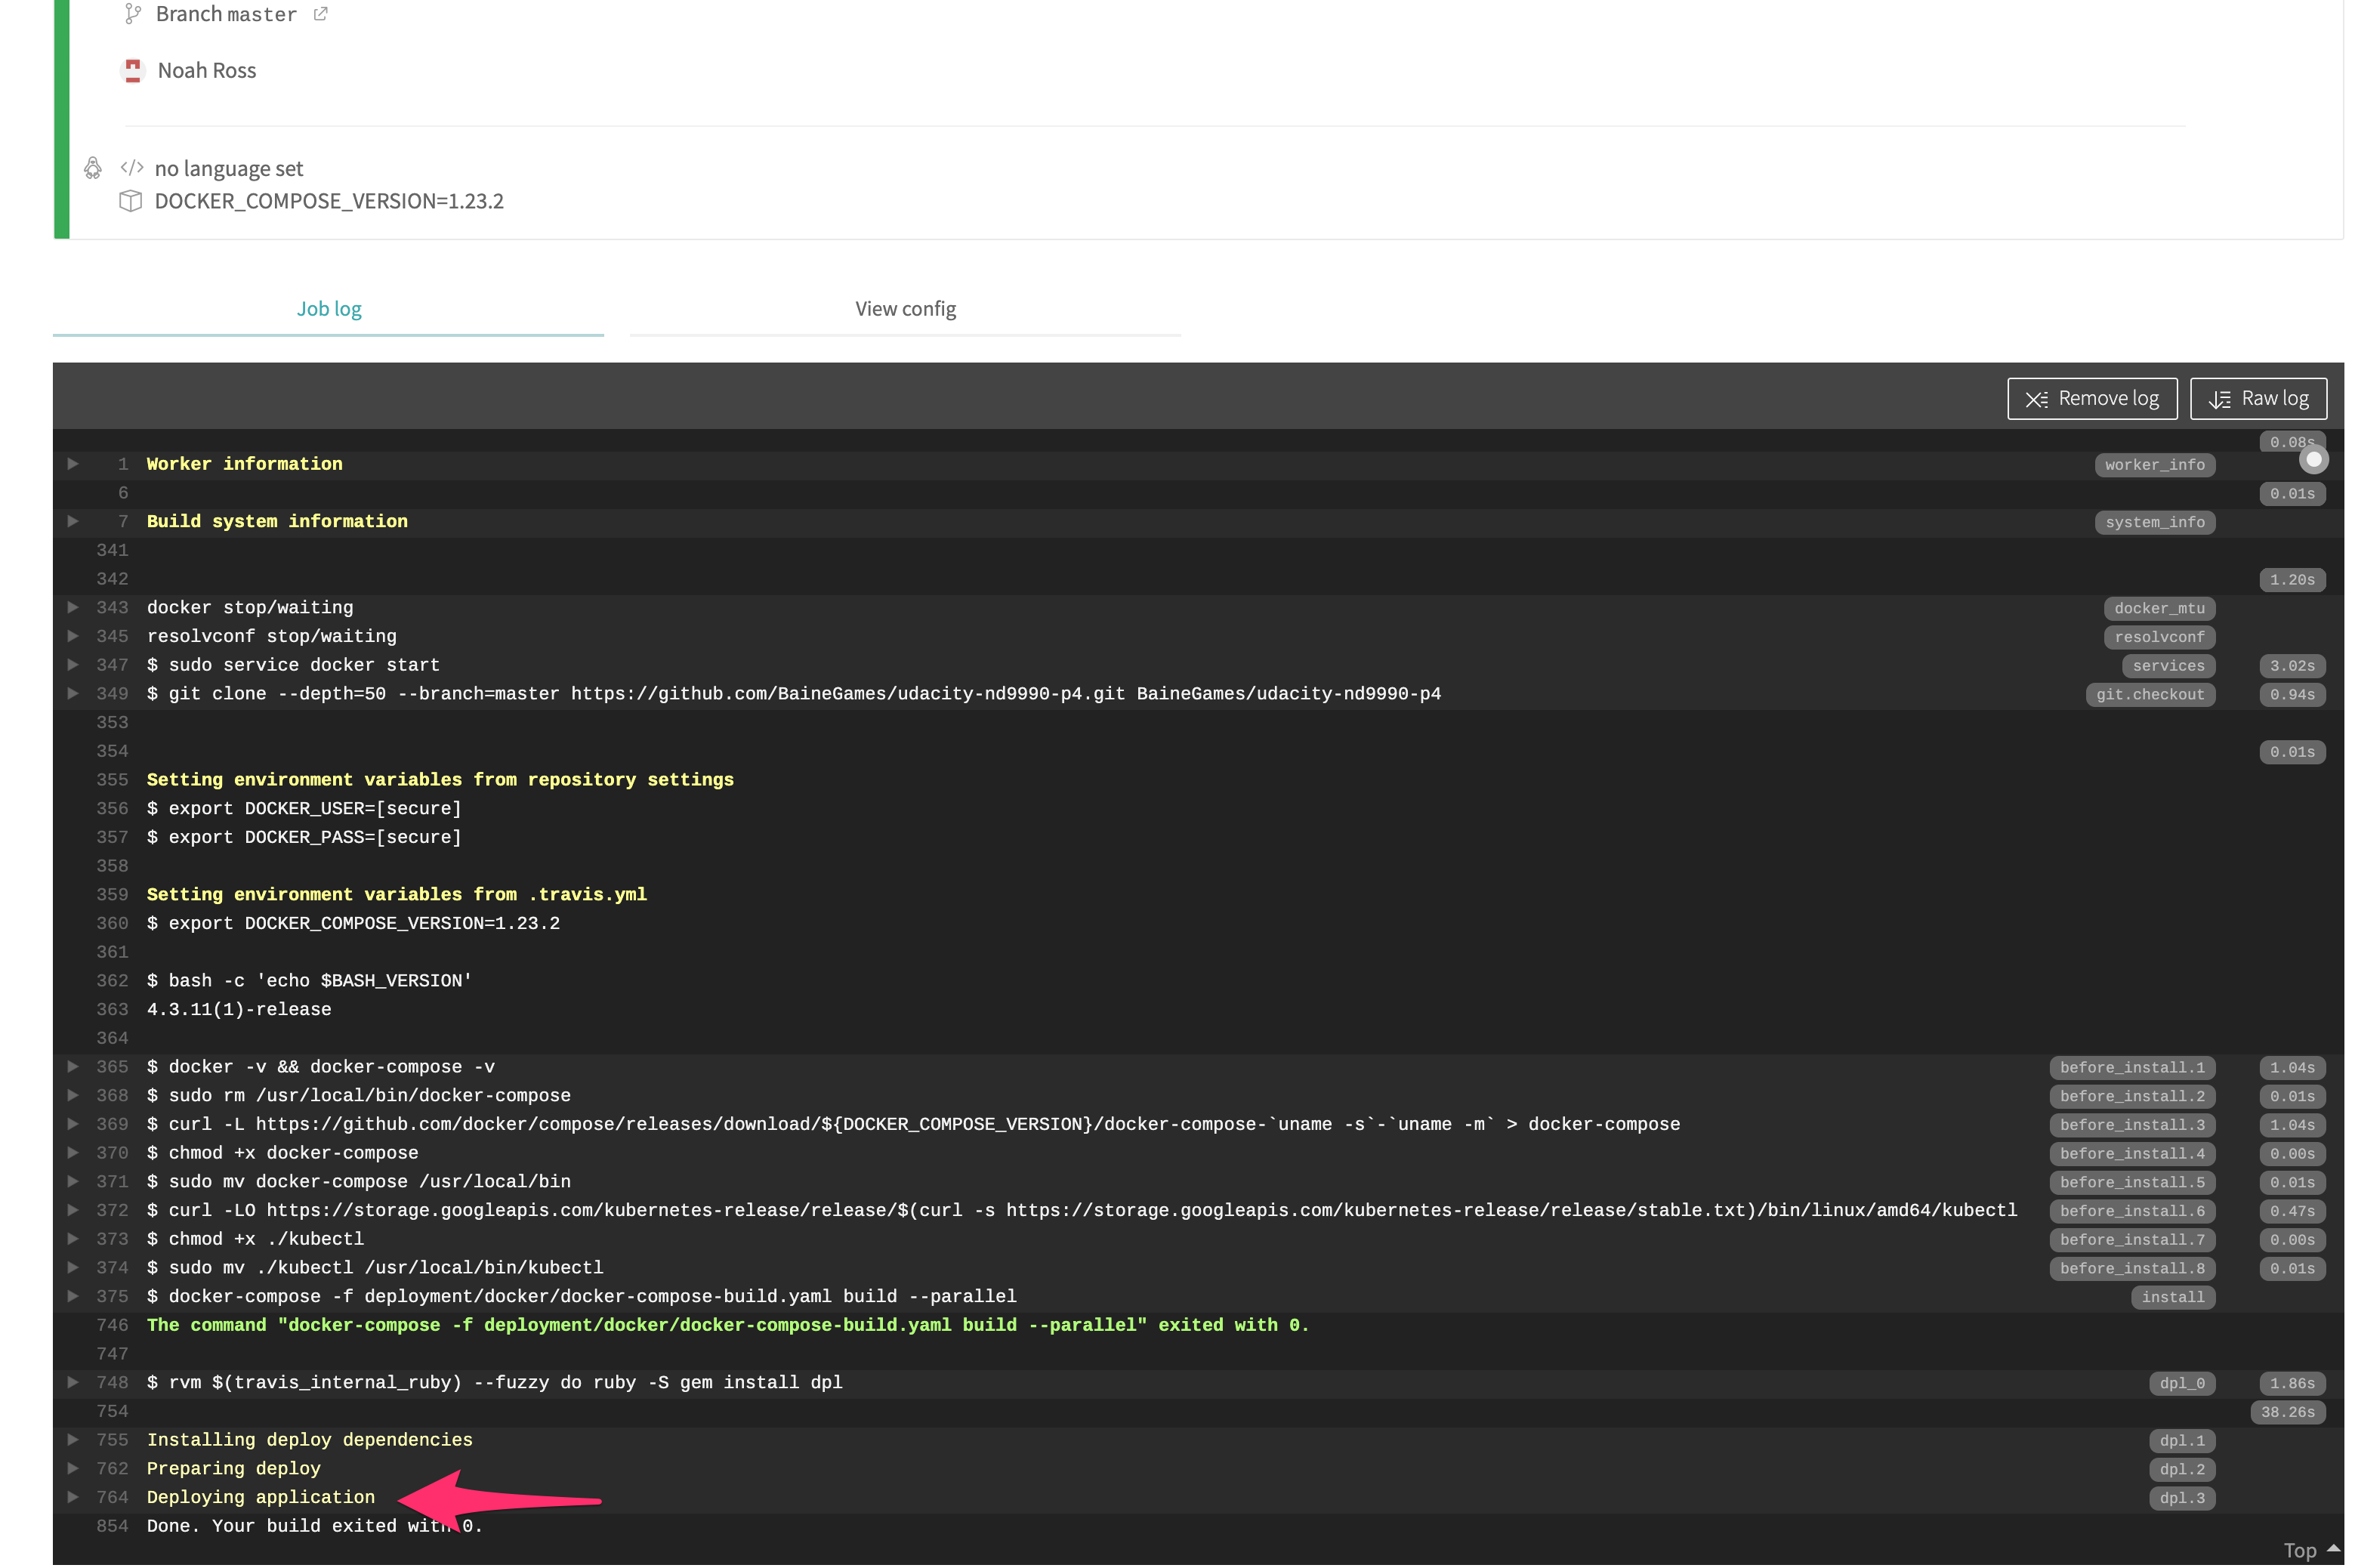 Branch master
Noah Ross
no language set
DOCKER_COMPOSE_VERSION=1.23.2
Job log
View config
Remove log
Raw log
0.08s
1 Worker information worker_info
6 0.01s
7 Build system information system_info
341
342 1.20s
343 docker stop/waiting docker_mtu
345 resolvconf stop/waiting resolvconf
347 $ sudo service docker start services 3.02s
349 $ git clone --depth=50 --branch=master https://github.com/BaineGames/udacity-nd9990-p4.git BaineGames/udacity-nd9990-p4 git.checkout 0.94s
353
354 0.01s
355 Setting environment variables from repository settings
356 $ export DOCKER_USER=[secure]
357 $ export DOCKER_PASS=[secure]
358
359 Setting environment variables from .travis.yml
360 $ export DOCKER_COMPOSE_VERSION=1.23.2
361
362 $ bash -c 'echo $BASH_VERSION'
363 4.3.11(1)-release
364
365 $ docker -v && docker-compose -v before_install.1 1.04s
368 $ sudo rm /usr/local/bin/docker-compose before_install.2 0.01s
369 $ curl -L https://github.com/docker/compose/releases/download/${DOCKER_COMPOSE_VERSION}/docker-compose-`uname -s`-`uname -m` > docker-compose before_install.3 1.04s
370 $ chmod +x docker-compose before_install.4 0.00s
371 $ sudo mv docker-compose /usr/local/bin before_install.5 0.01s
372 $ curl -LO https://storage.googleapis.com/kubernetes-release/release/$(curl -s https://storage.googleapis.com/kubernetes-release/release/stable.txt)/bin/linux/amd64/kubectl before_install.6 0.47s
373 $ chmod +x ./kubectl before_install.7 0.00s
374 $ sudo mv ./kubectl /usr/local/bin/kubectl before_install.8 0.01s
375 $ docker-compose -f deployment/docker/docker-compose-build.yaml build --parallel install
746 The command "docker-compose -f deployment/docker/docker-compose-build.yaml build --parallel" exited with 0.
747
748 $ rvm $(travis_internal_ruby) --fuzzy do ruby -S gem install dpl dpl_0 1.86s
754 38.26s
755 Installing deploy dependencies dpl.1
762 Preparing deploy dpl.2
764 Deploying application dpl.3
854 Done. Your build exited with 0.
Top